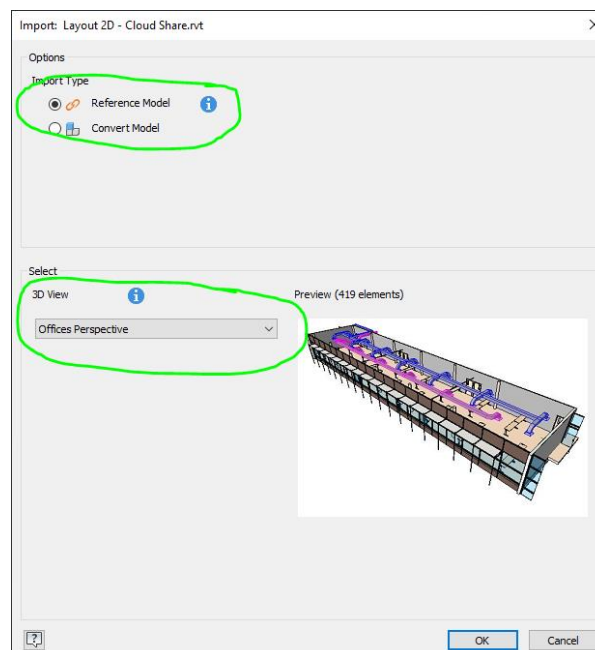 Import: Layout 2D - Cloud Share.rvt
Options
Import Type
Reference Model
Convert Model
Select
3D View
Preview (419 elements)
Offices Perspective
OK
Cancel